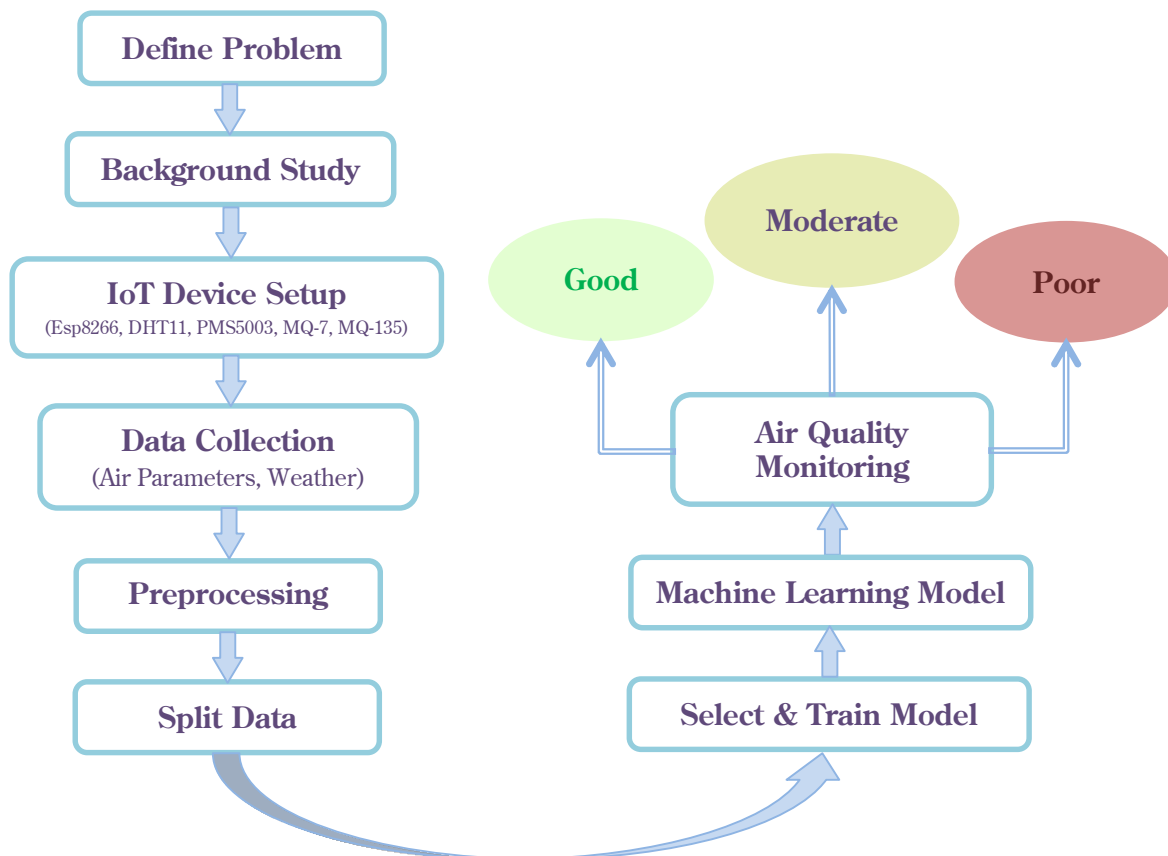 Define Problem
Background Study
IoT Device Setup
(Esp8266, DHT11, PMS5003, MQ-7, MQ-135)
Data Collection
(Air Parameters, Weather)
Preprocessing
Split Data
Select & Train Model
Machine Learning Model
Air Quality
Monitoring
Good
Moderate
Poor